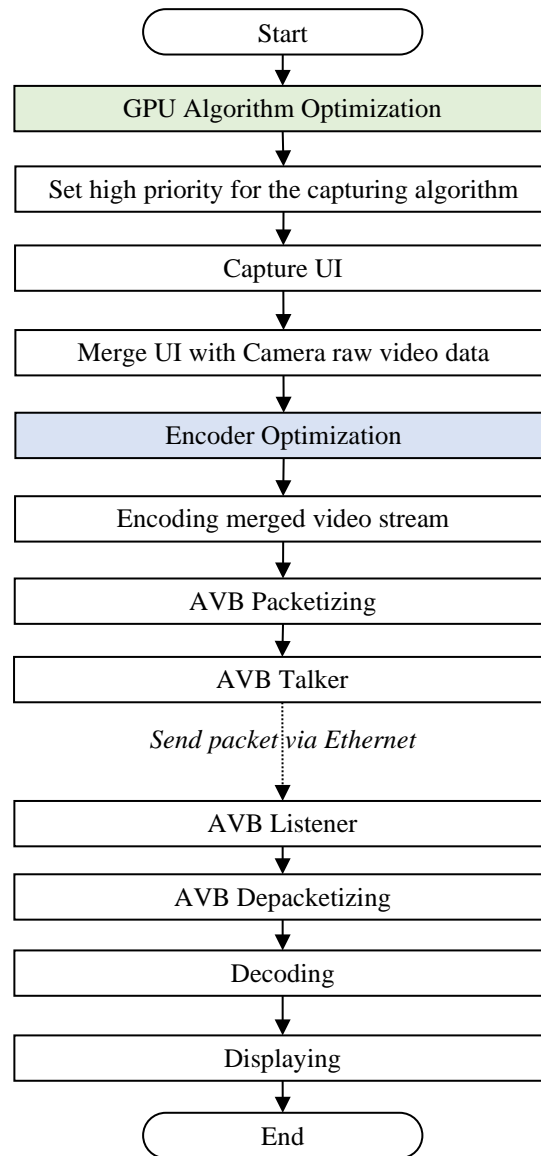 Start
GPU Algorithm Optimization
Set high priority for the capturing algorithm
Capture UI
Merge UI with Camera raw video data
Encoder Optimization
Encoding merged video stream
AVB Packetizing
AVB Talker
Send packet via Ethernet
AVB Listener
AVB Depacketizing
Decoding
Displaying
End